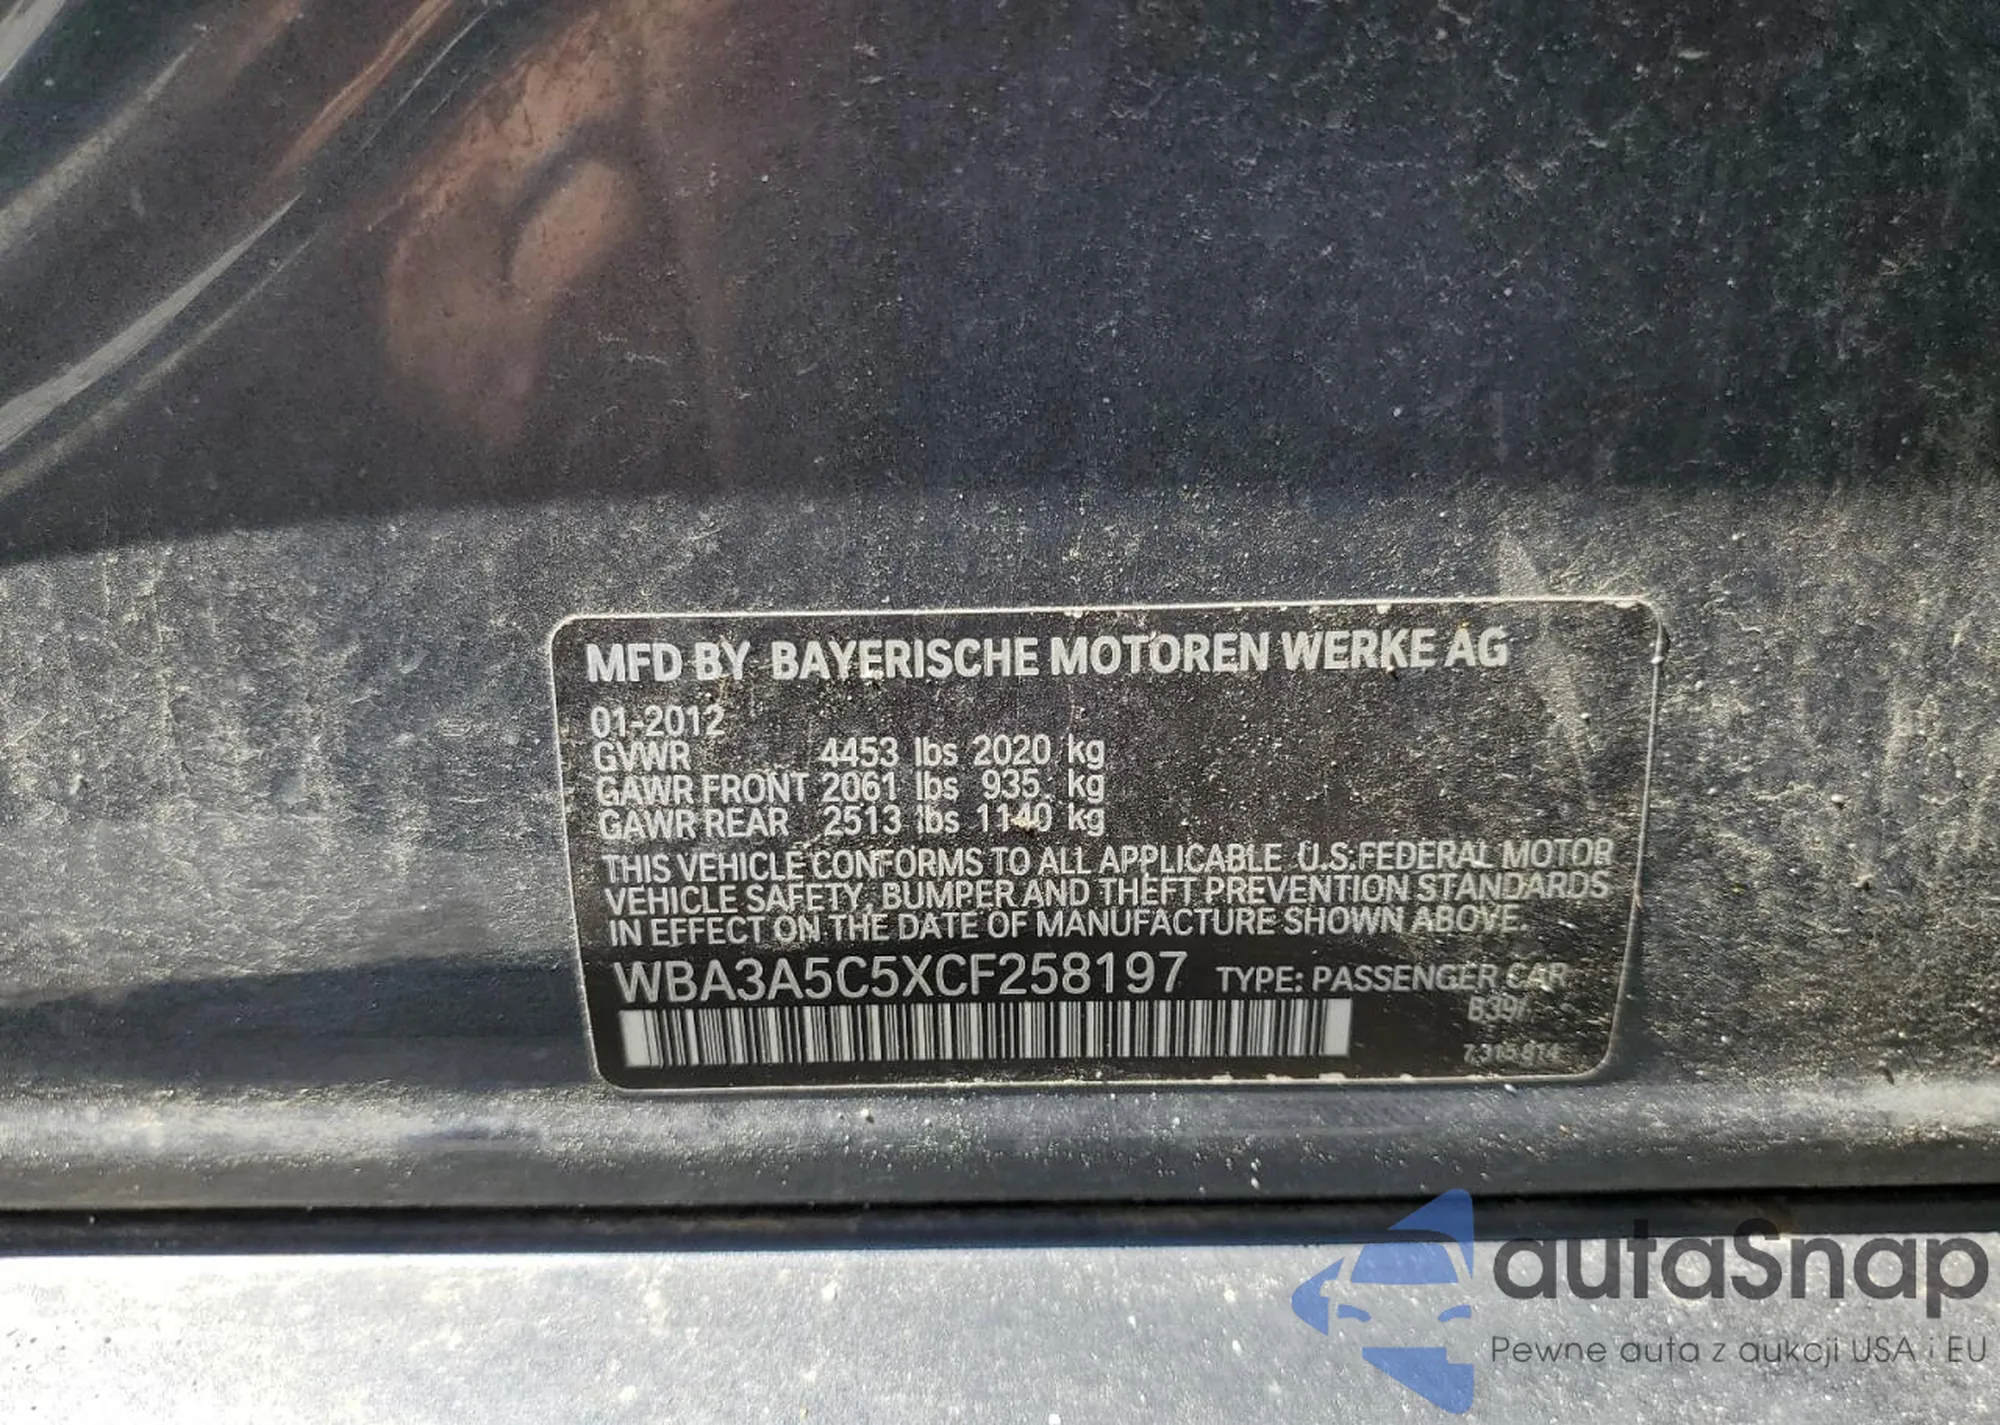 MFD BY BAYERISCHE MOTOREN WERKE AG
01-2012
GVWR 4453 lbs 2020 kg
GAWR FRONT 2061 lbs 935 kg
GAWR REAR 2513 lbs 1140 kg
THIS VEHICLE CONFORMS TO ALL APPLICABLE U.S.FEDERAL MOTOR
VEHICLE SAFETY, BUMPER AND THEFT PREVENTION STANDARDS
IN EFFECT ON THE DATE OF MANUFACTURE SHOWN ABOVE.
WBA3A5C5XCF258197 TYPE: PASSENGER CAR
autaSnap
Pewne auta z aukcji USA i EU